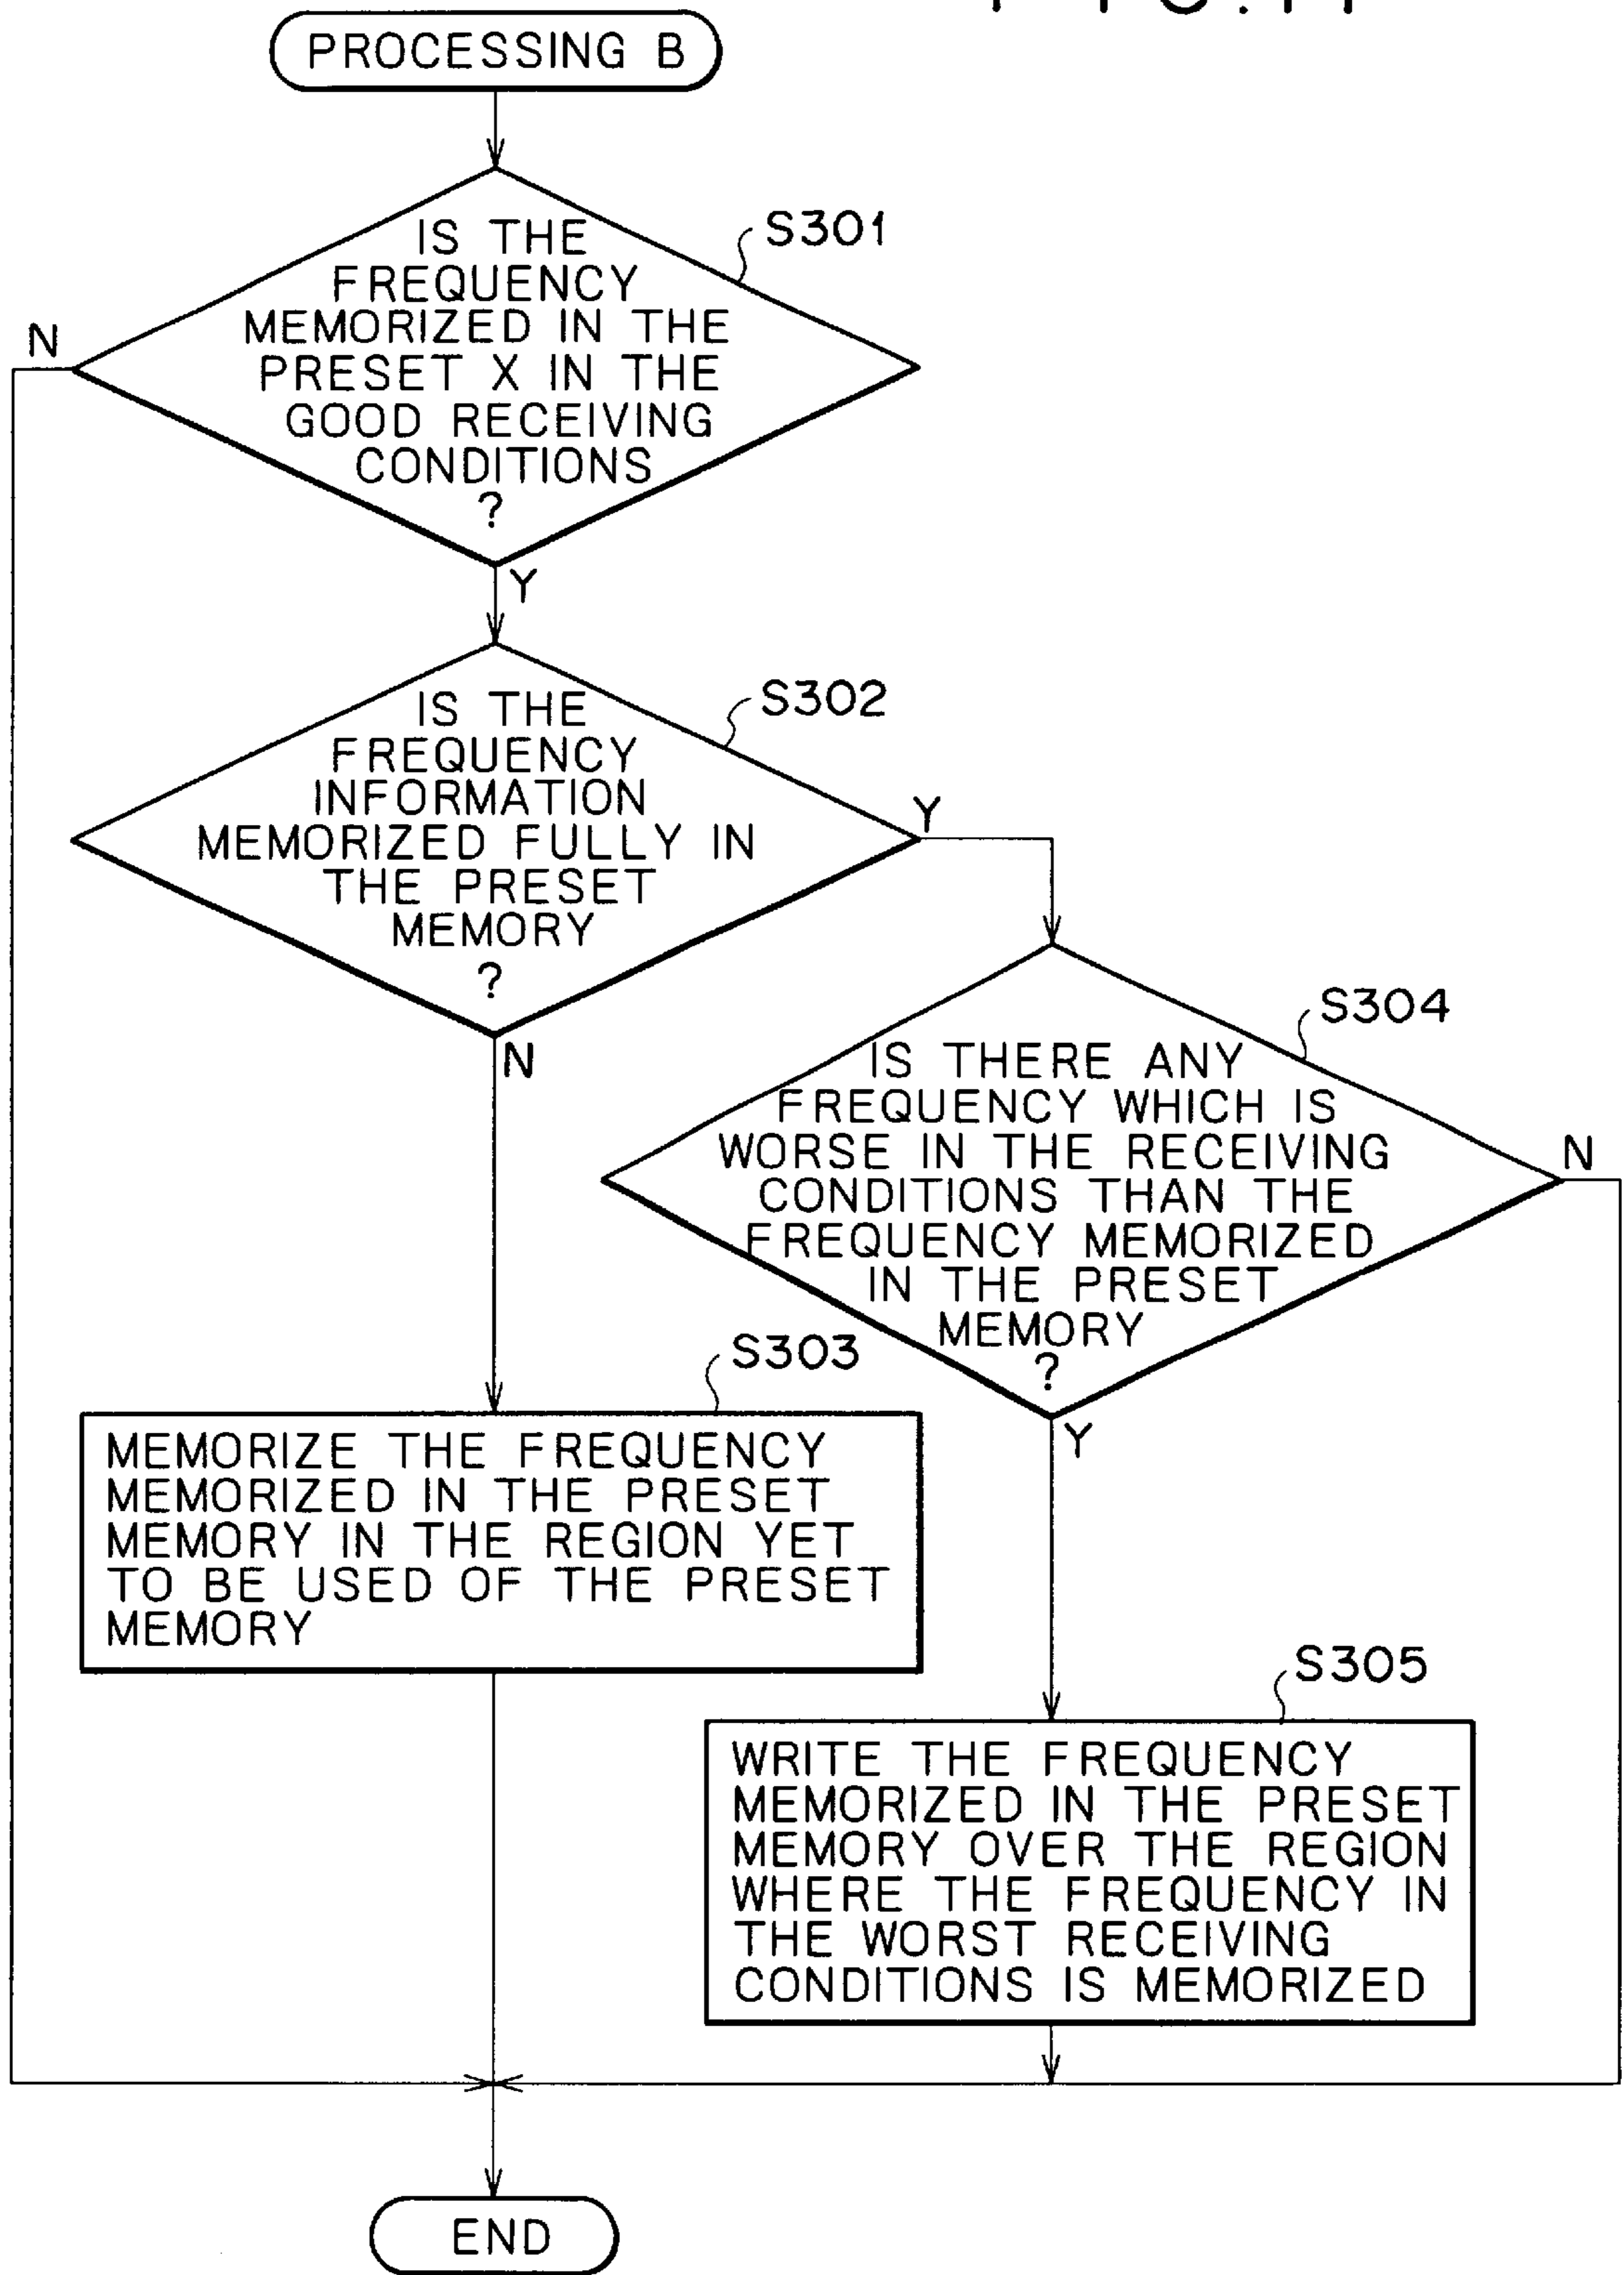 PROCESSING B
IS THE
FREQUENCY
MEMORIZED IN THE
PRESET X IN THE
GOOD RECEIVING
CONDITIONS
?
S301
N
Y
IS THE
FREQUENCY
INFORMATION
MEMORIZED FULLY IN
THE PRESET
MEMORY
?
S302
Y
N
IS THERE ANY
FREQUENCY WHICH IS
WORSE IN THE RECEIVING
CONDITIONS THAN THE
FREQUENCY MEMORIZED
IN THE PRESET
MEMORY
?
S304
N
Y
S303
MEMORIZE THE FREQUENCY
MEMORIZED IN THE PRESET
MEMORY IN THE REGION YET
TO BE USED OF THE PRESET
MEMORY
S305
WRITE THE FREQUENCY
MEMORIZED IN THE PRESET
MEMORY OVER THE REGION
WHERE THE FREQUENCY IN
THE WORST RECEIVING
CONDITIONS IS MEMORIZED
END